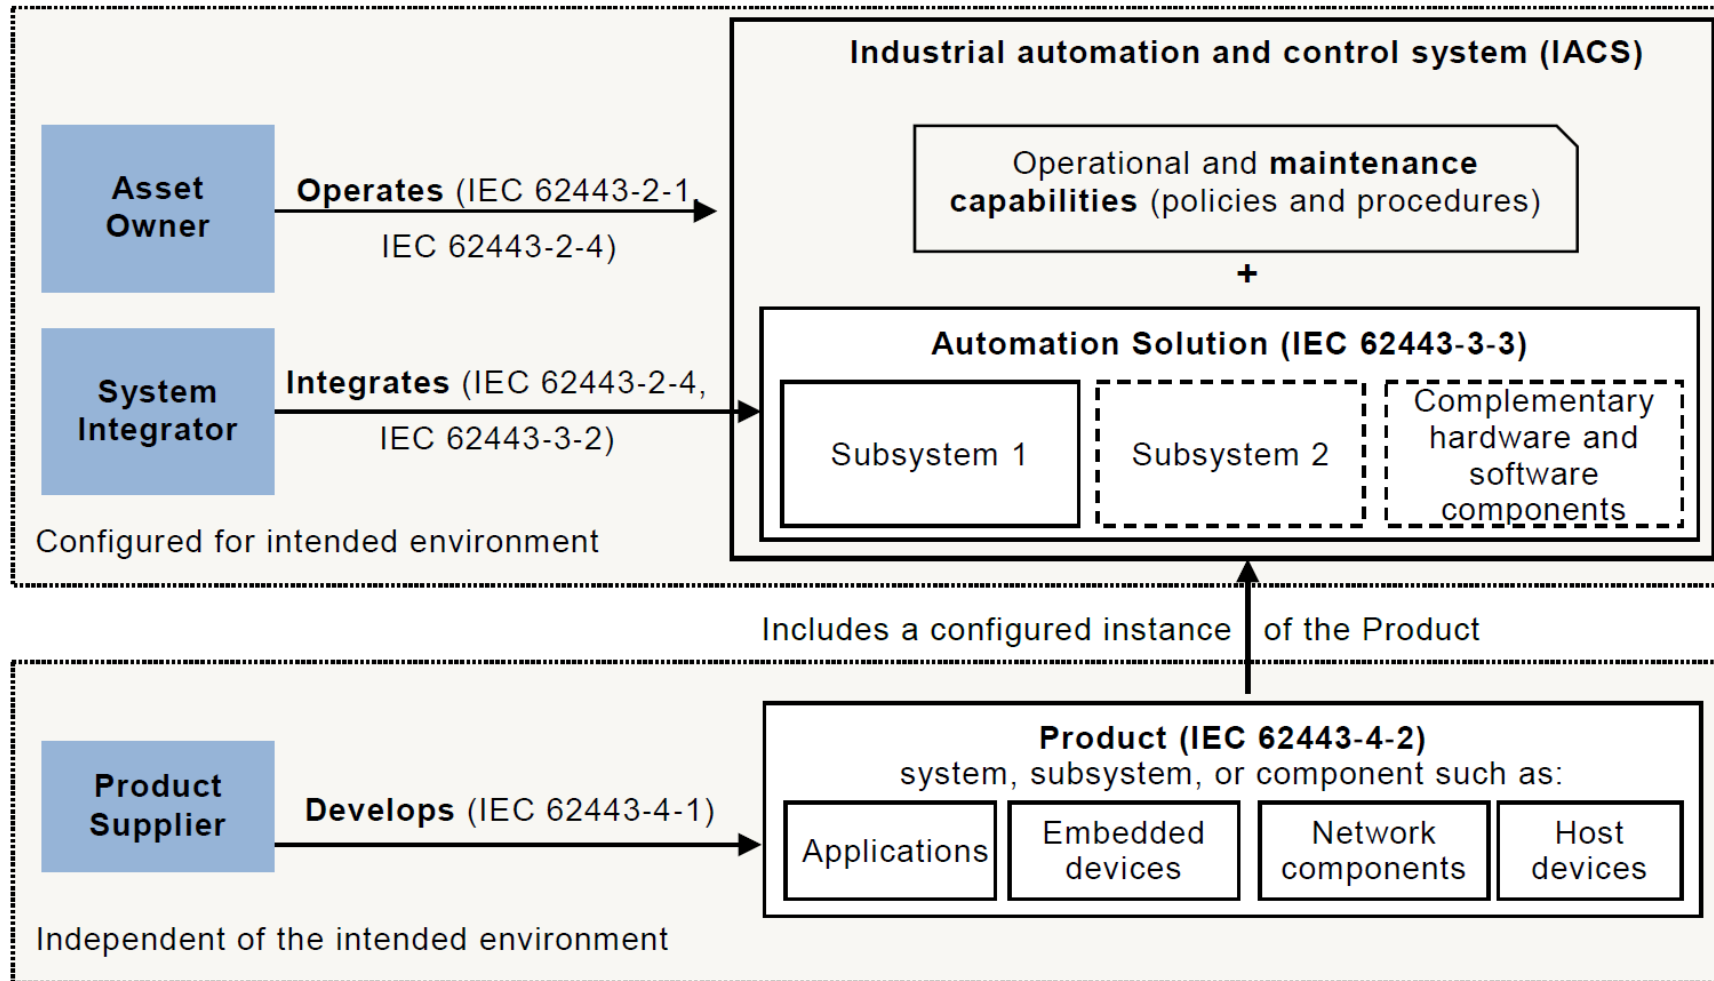 Industrial automation and control system (IACS)
Asset
Owner
Operates (IEC 62443-2-1,
IEC 62443-2-4)
Operational and maintenance
capabilities (policies and procedures)
+
System
Integrator
Integrates (IEC 62443-2-4,
IEC 62443-3-2)
Automation Solution (IEC 62443-3-3)
Subsystem 1
Subsystem 2
Complementary
hardware and
software
components
Configured for intended environment
Includes a configured instance of the Product
Product
Supplier
Develops (IEC 62443-4-1)
Product (IEC 62443-4-2)
system, subsystem, or component such as:
Applications
Embedded
devices
Network
components
Host
devices
Independent of the intended environment